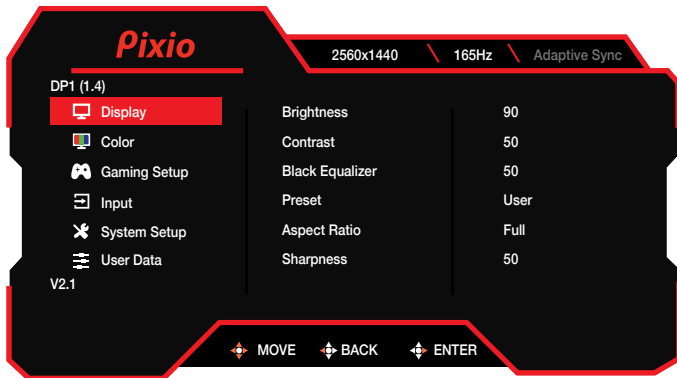 Pixio
2560x1440 \ 165Hz \ Adaptive Sync
DP1 (1.4)
Display Brightness 90
Color Contrast 50
Gaming Setup Black Equalizer 50
Input Preset User
System Setup Aspect Ratio Full
User Data Sharpness 50
V2.1
MOVE BACK ENTER